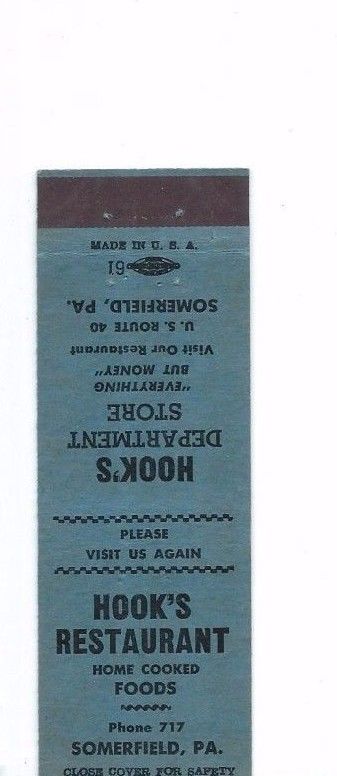 MADE IN U. S. A.
61
HOOK'S
DEPARTMENT
STORE
"EVERYTHING
BUT MONEY"
Visit Our Restaurant
U. S. ROUTE 40
SOMERFIELD, PA.
PLEASE
VISIT US AGAIN
HOOK'S
RESTAURANT
HOME COOKED
FOODS
Phone 717
SOMERFIELD, PA.
CLOSE COVER FOR SAFETY